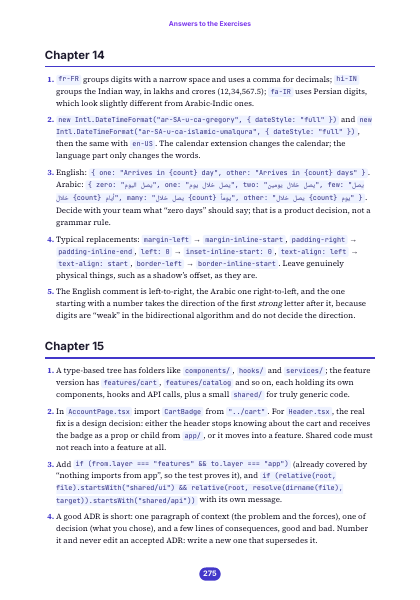 Answers to the Exercises
Chapter 14
1. fr-FR groups digits with a narrow space and uses a comma for decimals; hi-IN
groups the Indian way, in lakhs and crores (12,34,567.5); fa-IR uses Persian digits,
which look slightly different from Arabic-Indic ones.
2. new Intl.DateTimeFormat("ar-SA-u-ca-gregory", { dateStyle: "full" }) and new
Intl.DateTimeFormat("ar-SA-u-ca-islamic-umalqura", { dateStyle: "full" }) ,
then the same with en-US . The calendar extension changes the calendar; the
language part only changes the words.
3. English: { one: "Arrives in {count} day", other: "Arrives in {count} days" } .
Arabic: { zero: "يصل اليوم", one: "يصل خلال يوم", two: "يصل خلال يومين", few: "يصل
خلال {count} أيام", many: "يصل خلال {count} يوماً", other: "يصل خلال {count} يوم" } .
Decide with your team what “zero days” should say; that is a product decision, not a
grammar rule.
4. Typical replacements: margin-left → margin-inline-start, padding-right →
padding-inline-end, left: 0 → inset-inline-start: 0, text-align: left →
text-align: start, border-left → border-inline-start. Leave genuinely
physical things, such as a shadow’s offset, as they are.
5. The English comment is left-to-right, the Arabic one right-to-left, and the one
starting with a number takes the direction of the first strong letter after it, because
digits are “weak” in the bidirectional algorithm and do not decide the direction.
Chapter 15
1. A type-based tree has folders like components/ , hooks/ and services/ ; the feature
version has features/cart , features/catalog and so on, each holding its own
components, hooks and API calls, plus a small shared/ for truly generic code.
2. In AccountPage.tsx import CartBadge from "../cart" . For Header.tsx , the real
fix is a design decision: either the header stops knowing about the cart and receives
the badge as a prop or child from app/ , or it moves into a feature. Shared code must
not reach into a feature at all.
3. Add if (from.layer === "features" && to.layer === "app") (already covered by
“nothing imports from app”, so the test proves it), and if (relative(root,
file).startsWith("shared/ui") && relative(root, resolve(dirname(file),
target)).startsWith("shared/api")) with its own message.
4. A good ADR is short: one paragraph of context (the problem and the forces), one of
decision (what you chose), and a few lines of consequences, good and bad. Number
it and never edit an accepted ADR: write a new one that supersedes it.
275